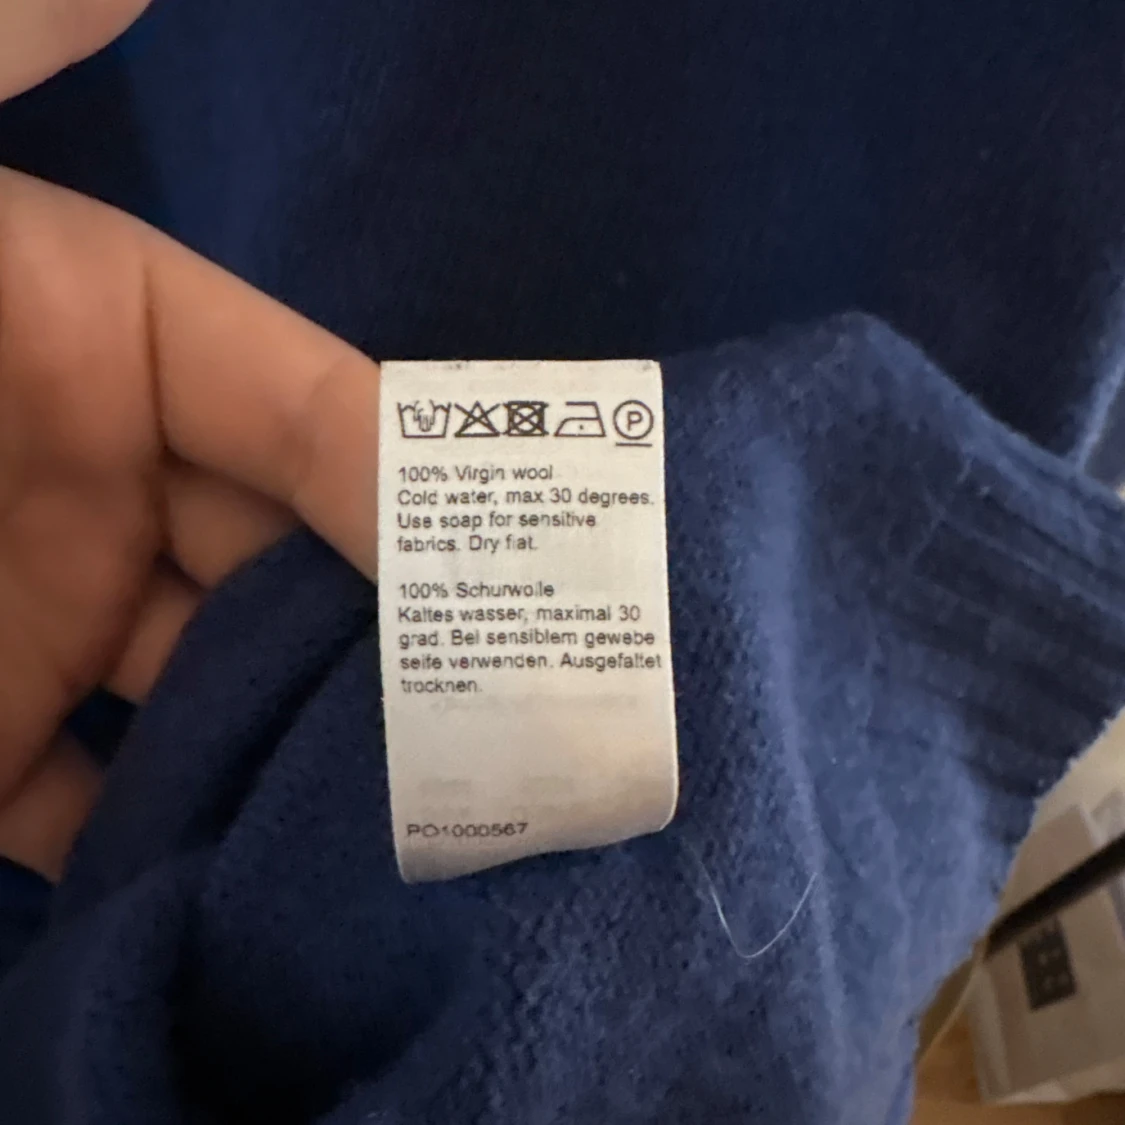 P
100% Virgin wool
Cold water, max 30 degrees.
Use soap for sensitive
fabrics. Dry flat.
100% Schurwolle
Kaltes wasser, maximal 30
grad. Bei sensiblem gewebe
seife verwenden. Ausgefaltet
trocknen.
PO1000567